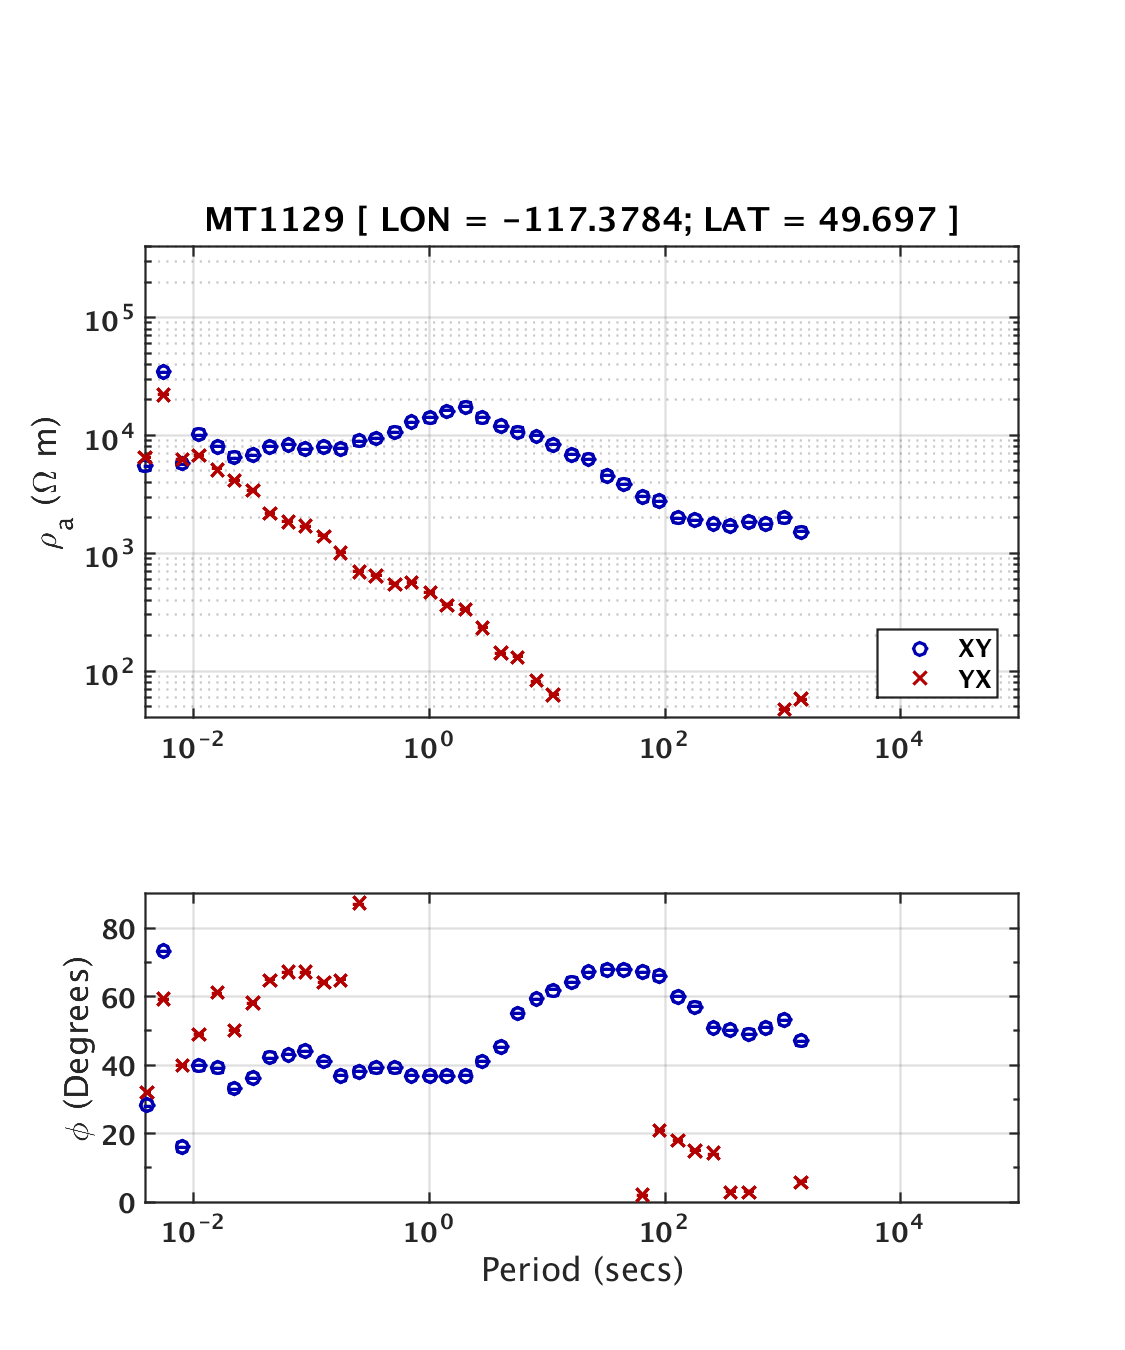 MT1129 [ LON = -117.3784; LAT = 49.697 ]
ρa (Ω m)
10^5
10^4
10^3
10^2
XY
YX
10^-2 10^0 10^2 10^4
ϕ (Degrees)
80
60
40
20
0
10^-2 10^0 10^2 10^4
Period (secs)